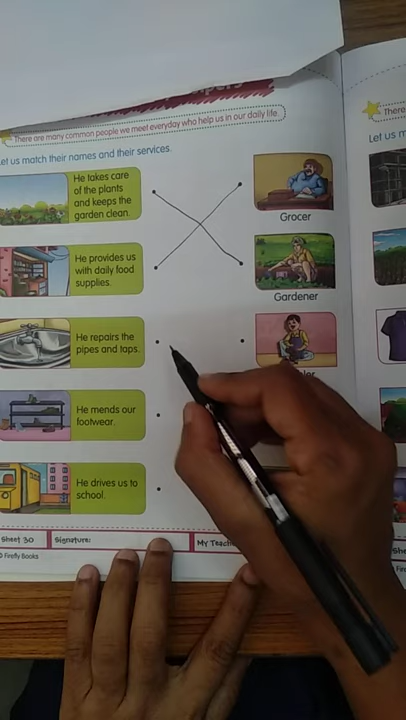 There are many common people we meet everyday who help us in our daily life.
Let us match their names and their services.
He takes care
of the plants
and keeps the
garden clean.
Grocer
He provides us
with daily food
supplies.
Gardener
He repairs the
pipes and taps.
He mends our
footwear.
He drives us to
school.
Sheet 30
Signature:
My Teach
Firefly Books
There
Let us m